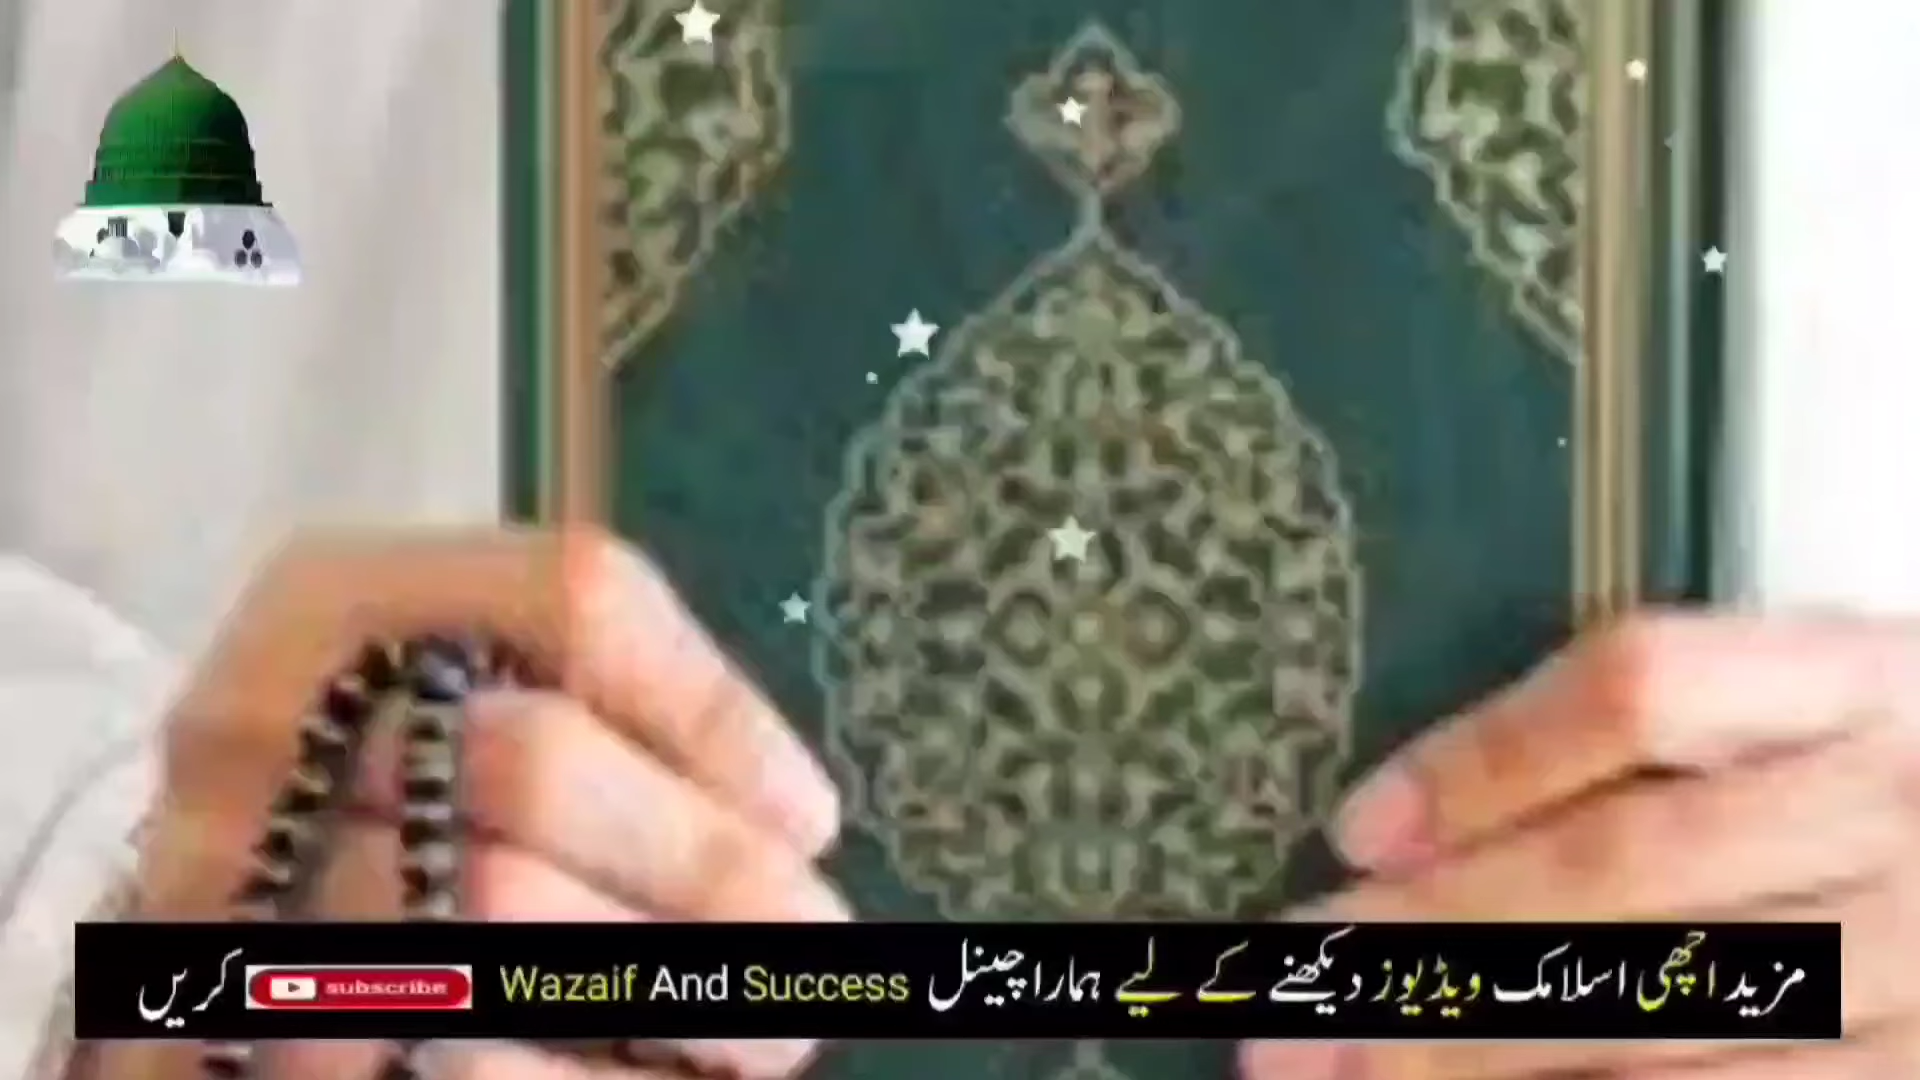 مزید اچھی اسلامک ویڈیوز دیکھنے کے لیے ہمارا چینل Wazaif And Success subscribe کریں